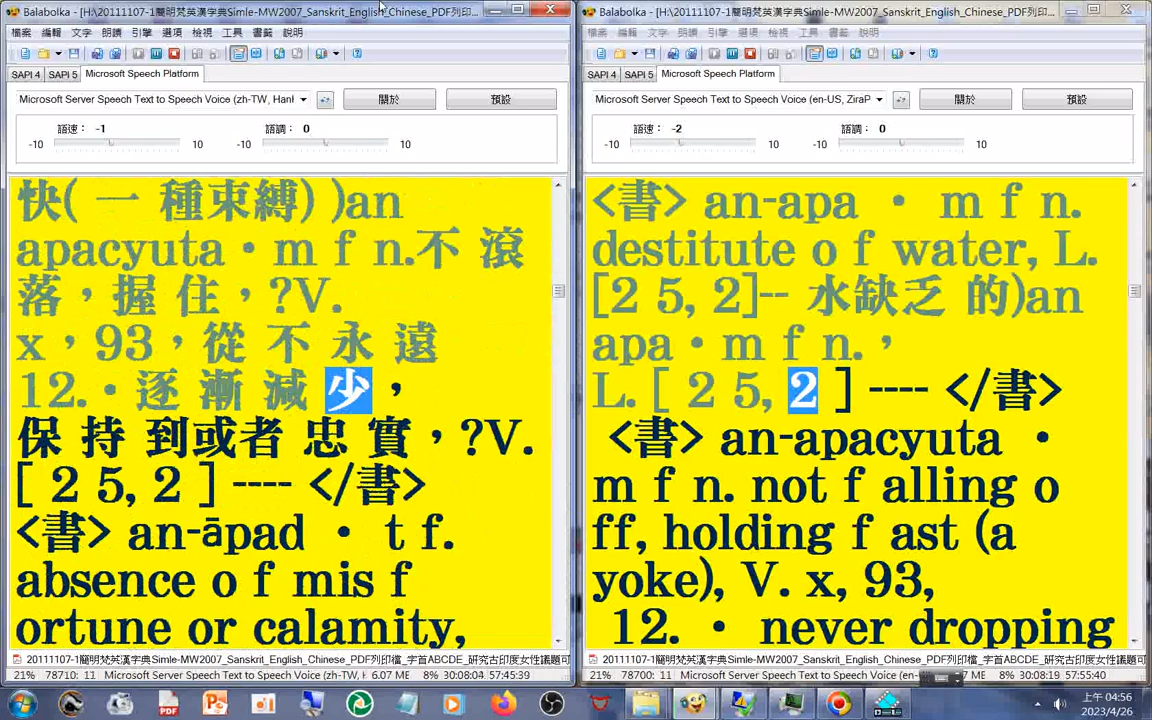 Balabolka - [H:\20111107-1簡明梵英漢字典Simle-MW2007_Sanskrit_English_Chinese_PDF列印...
檔案 編輯 文字 朗讀 引擎 選項 檢視 工具 書籤 說明
SAPI 4 SAPI 5 Microsoft Speech Platform
Microsoft Server Speech Text to Speech Voice (zh-TW, Hanl
關於 預設
語速： -1 語調： 0
-10 10 -10 10
快( 一 種束縛) )an
apacyuta・m f n.不 滾
落，握 住，?V.
x，93，從 不 永 遠
12.・逐 漸 減 少，
保 持 到或者 忠 實，?V.
[ 2 5, 2 ] ---- </書>
<書> an-āpad ・ t f.
absence o f mis f
ortune or calamity,
20111107-1簡明梵英漢字典Simle-MW2007_Sanskrit_English_Chinese_PDF列印檔_字首ABCDE_研究古印度女性議題可
21% 78710: 11 Microsoft Server Speech Text to Speech Voice (zh-TW, H 6.07 MB 8% 30:08:04 57:45:39
Balabolka - [H:\20111107-1簡明梵英漢字典Simle-MW2007_Sanskrit_English_Chinese_PDF列印...
檔案 編輯 文字 朗讀 引擎 選項 檢視 工具 書籤 說明
SAPI 4 SAPI 5 Microsoft Speech Platform
Microsoft Server Speech Text to Speech Voice (en-US, ZiraP
關於 預設
語速： -2 語調： 0
-10 10 -10 10
<書> an-apa ・ m f n.
destitute o f water, L.
[2 5, 2]-- 水缺乏 的)an
apa・m f n.，
L. [ 2 5, 2 ] ---- </書>
<書> an-apacyuta ・
m f n. not f alling o
ff, holding f ast (a
yoke), V. x, 93,
12. ・ never dropping
20111107-1簡明梵英漢字典Simle-MW2007_Sanskrit_English_Chinese_PDF列印檔_字首ABCDE_研究古印度女性議題可
21% 78700: 11 Microsoft Server Speech Text to Speech Voice 8% 30:08:19 57:55:40
上午 04:56
2023/4/26